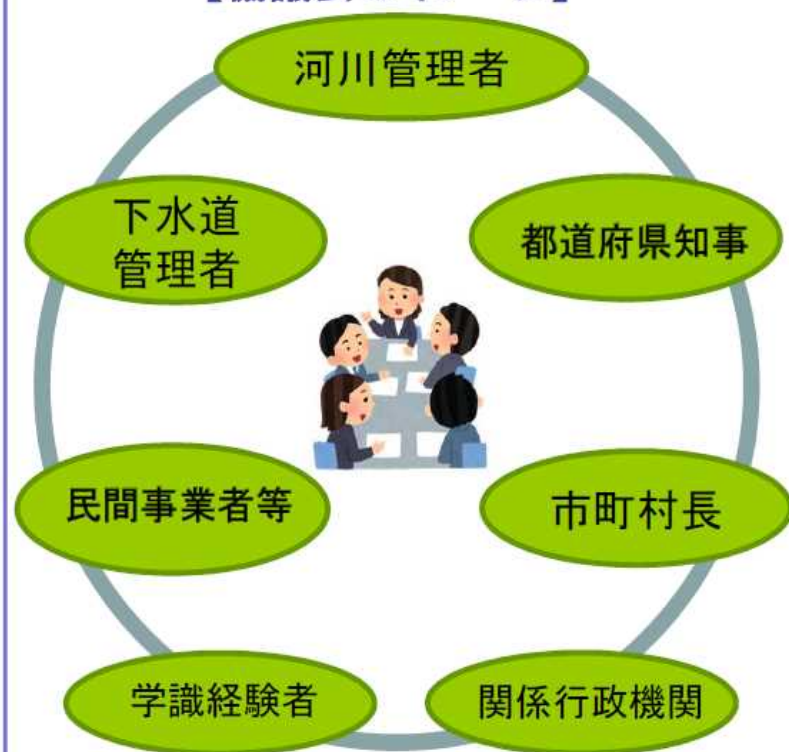 河川管理者
下水道
管理者
都道府県知事
民間事業者等
市町村長
学識経験者
関係行政機関